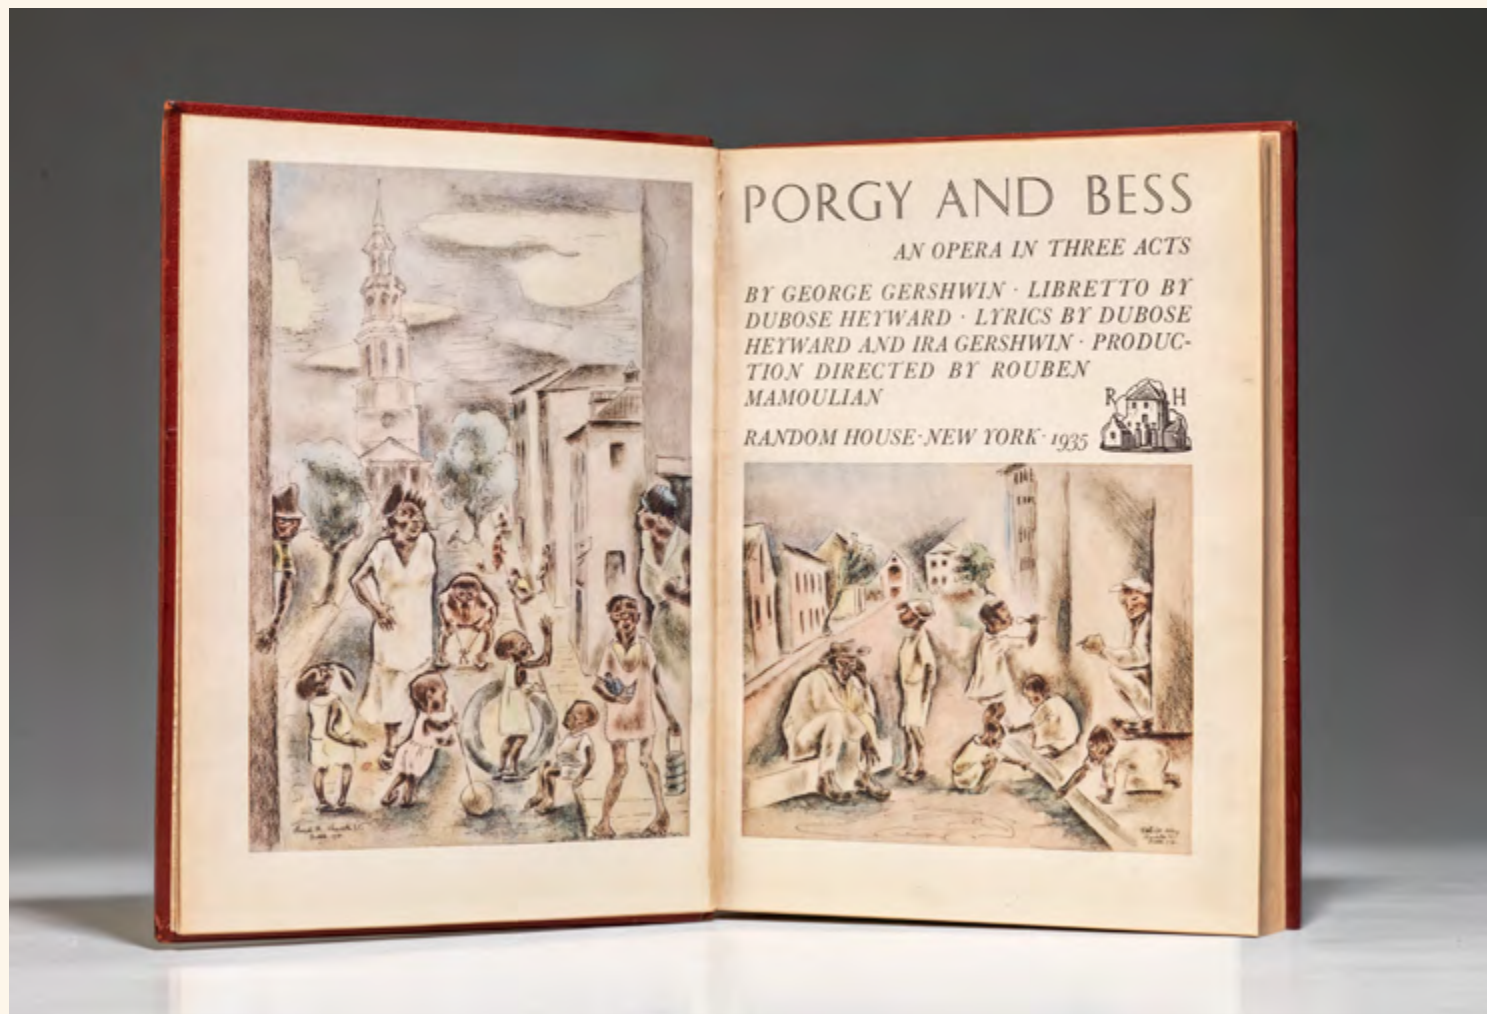 PORGY AND BESS
AN OPERA IN THREE ACTS
BY GEORGE GERSHWIN · LIBRETTO BY
DUBOSE HEYWARD · LYRICS BY DUBOSE
HEYWARD AND IRA GERSHWIN · PRODUC-
TION DIRECTED BY ROUBEN
MAMOULIAN
R H
RANDOM HOUSE · NEW YORK · 1935